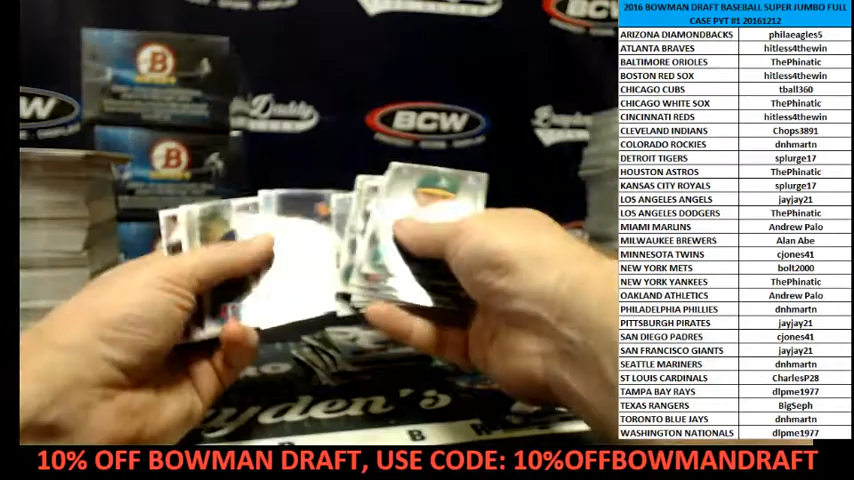 2016 BOWMAN DRAFT BASEBALL SUPER JUMBO FULL
CASE PYT #1 20161212
ARIZONA DIAMONDBACKS philaeagles5
ATLANTA BRAVES hitless4thewin
BALTIMORE ORIOLES ThePhinatic
BOSTON RED SOX hitless4thewin
CHICAGO CUBS tball360
CHICAGO WHITE SOX ThePhinatic
CINCINNATI REDS hitless4thewin
CLEVELAND INDIANS Chops3891
COLORADO ROCKIES dnhmartn
DETROIT TIGERS splurge17
HOUSTON ASTROS ThePhinatic
KANSAS CITY ROYALS splurge17
LOS ANGELES ANGELS jayjay21
LOS ANGELES DODGERS ThePhinatic
MIAMI MARLINS Andrew Palo
MILWAUKEE BREWERS Alan Abe
MINNESOTA TWINS cjones41
NEW YORK METS bolt2000
NEW YORK YANKEES ThePhinatic
OAKLAND ATHLETICS Andrew Palo
PHILADELPHIA PHILLIES dnhmartn
PITTSBURGH PIRATES jayjay21
SAN DIEGO PADRES cjones41
SAN FRANCISCO GIANTS jayjay21
SEATTLE MARINERS dnhmartn
ST LOUIS CARDINALS CharlesP28
TAMPA BAY RAYS dlpme1977
TEXAS RANGERS BigSeph
TORONTO BLUE JAYS dnhmartn
WASHINGTON NATIONALS dlpme1977
B
B
BCW
Daddy
ayden's
10% OFF BOWMAN DRAFT, USE CODE: 10%OFFBOWMANDRAFT